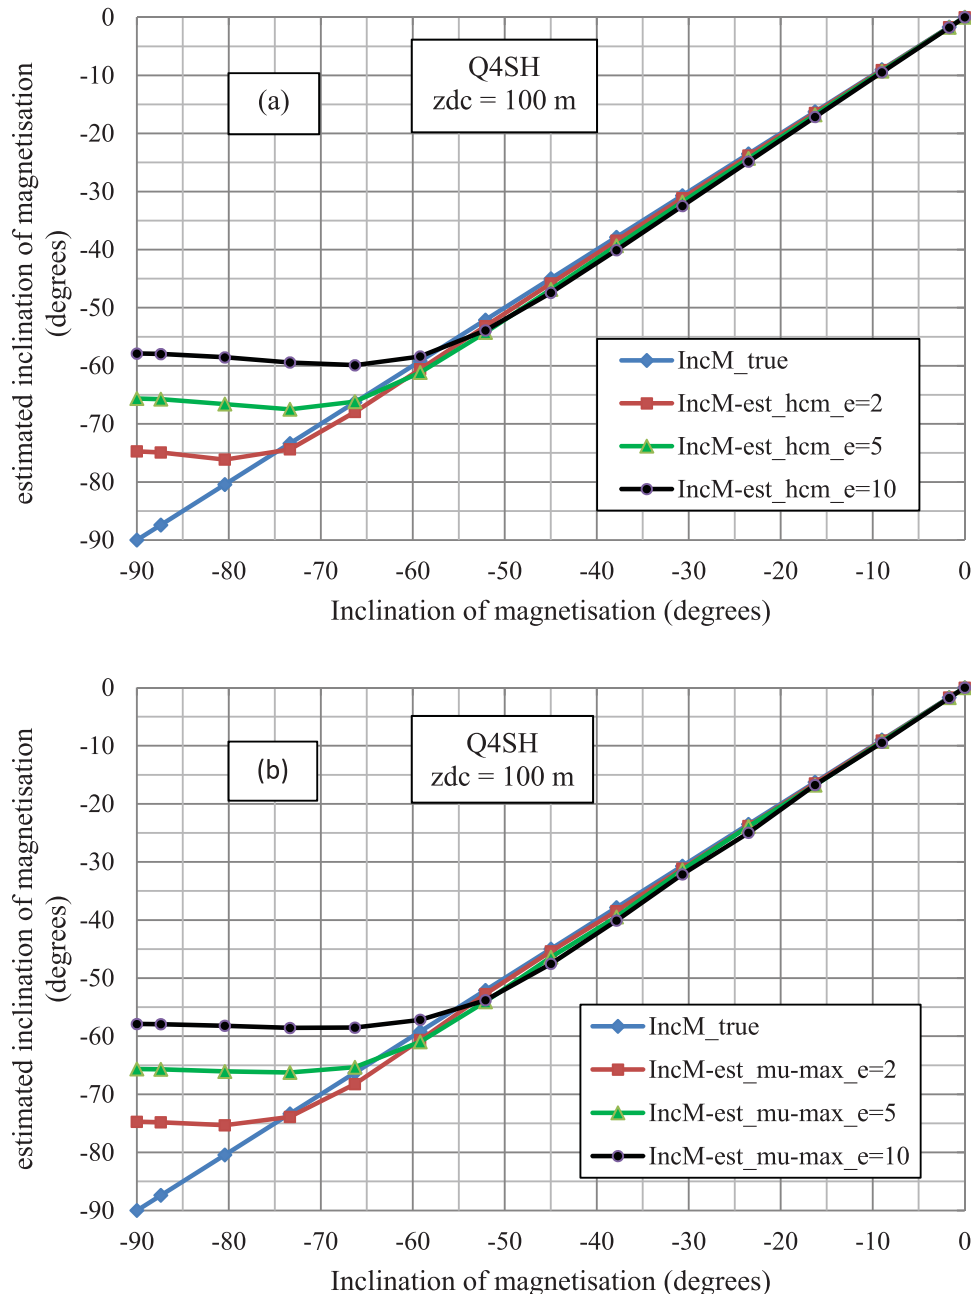 0
-10
-20
-30
-40
-50
-60
-70
-80
-90
estimated inclination of magnetisation
(degrees)
(a)
Q4SH
zdc = 100 m
IncM_true
IncM-est_hcm_e=2
IncM-est_hcm_e=5
IncM-est_hcm_e=10
-90 -80 -70 -60 -50 -40 -30 -20 -10 0
Inclination of magnetisation (degrees)
0
-10
-20
-30
-40
-50
-60
-70
-80
-90
estimated inclination of magnetisation
(degrees)
(b)
Q4SH
zdc = 100 m
IncM_true
IncM-est_mu-max_e=2
IncM-est_mu-max_e=5
IncM-est_mu-max_e=10
-90 -80 -70 -60 -50 -40 -30 -20 -10 0
Inclination of magnetisation (degrees)